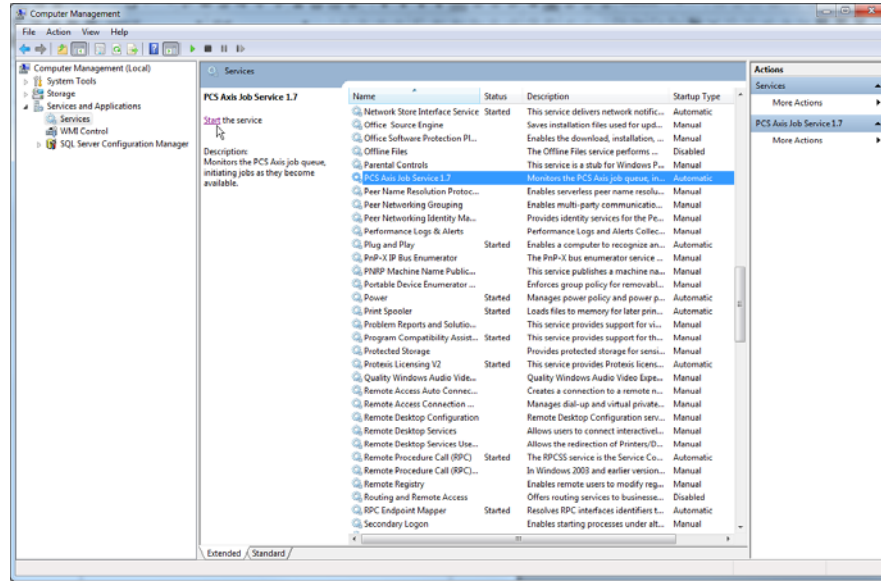 Computer Management
File Action View Help
Computer Management (Local)
System Tools
Storage
Services and Applications
Services
WMI Control
SQL Server Configuration Manager
Services
PCS Axis Job Service 1.7
Start the service
Description:
Monitors the PCS Axis job queue,
initiating jobs as they become
available.
Name Status Description Startup Type
Network Store Interface Service Started This service delivers network notific... Automatic
Office Source Engine Saves installation files used for upd... Manual
Office Software Protection Pl... Enables the download, installation, ... Manual
Offline Files The Offline Files service performs ... Disabled
Parental Controls This service is a stub for Windows P... Manual
PCS Axis Job Service 1.7 Monitors the PCS Axis job queue, in... Automatic
Peer Name Resolution Protoc... Enables serverless peer name resolu... Manual
Peer Networking Grouping Enables multi-party communicatio... Manual
Peer Networking Identity Ma... Provides identity services for the Pe... Manual
Performance Logs & Alerts Performance Logs and Alerts Collec... Manual
Plug and Play Started Enables a computer to recognize an... Automatic
PnP-X IP Bus Enumerator The PnP-X bus enumerator service ... Manual
PNRP Machine Name Public... This service publishes a machine na... Manual
Portable Device Enumerator ... Enforces group policy for removabl... Manual
Power Started Manages power policy and power p... Automatic
Print Spooler Started Loads files to memory for later prin... Automatic
Problem Reports and Solutio... This service provides support for vi... Manual
Program Compatibility Assist... Started This service provides support for th... Manual
Protected Storage Provides protected storage for sensi... Manual
Protexis Licensing V2 Started This service provides Protexis licens... Automatic
Quality Windows Audio Vide... Quality Windows Audio Video Expe... Manual
Remote Access Auto Connec... Creates a connection to a remote n... Manual
Remote Access Connection ... Manages dial-up and virtual private... Manual
Remote Desktop Configuration Remote Desktop Configuration serv... Manual
Remote Desktop Services Allows users to connect interactivel... Manual
Remote Desktop Services Use... Allows the redirection of Printers/D... Manual
Remote Procedure Call (RPC) Started The RPCSS service is the Service Co... Automatic
Remote Procedure Call (RPC)... In Windows 2003 and earlier version... Manual
Remote Registry Enables remote users to modify reg... Manual
Routing and Remote Access Offers routing services to businesse... Disabled
RPC Endpoint Mapper Started Resolves RPC interfaces identifiers t... Automatic
Secondary Logon Enables starting processes under alt... Manual
Extended Standard
Actions
Services
More Actions
PCS Axis Job Service 1.7
More Actions